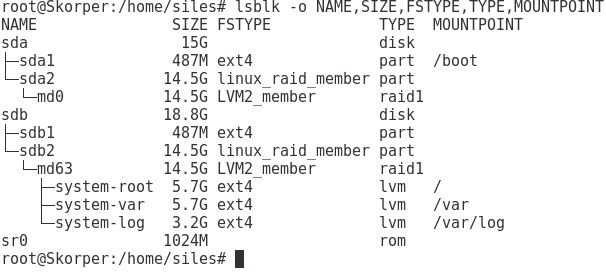 root@Skorper:/home/siles# lsblk -o NAME,SIZE,FSTYPE,TYPE,MOUNTPOINT
NAME                 SIZE FSTYPE            TYPE  MOUNTPOINT
sda                   15G                   disk
├─sda1               487M ext4              part  /boot
└─sda2              14.5G linux_raid_member part
  └─md0             14.5G LVM2_member       raid1
sdb                 18.8G                   disk
├─sdb1               487M ext4              part
└─sdb2              14.5G linux_raid_member part
  └─md63            14.5G LVM2_member       raid1
    ├─system-root    5.7G ext4              lvm   /
    ├─system-var     5.7G ext4              lvm   /var
    └─system-log     3.2G ext4              lvm   /var/log
sr0                 1024M                   rom
root@Skorper:/home/siles#